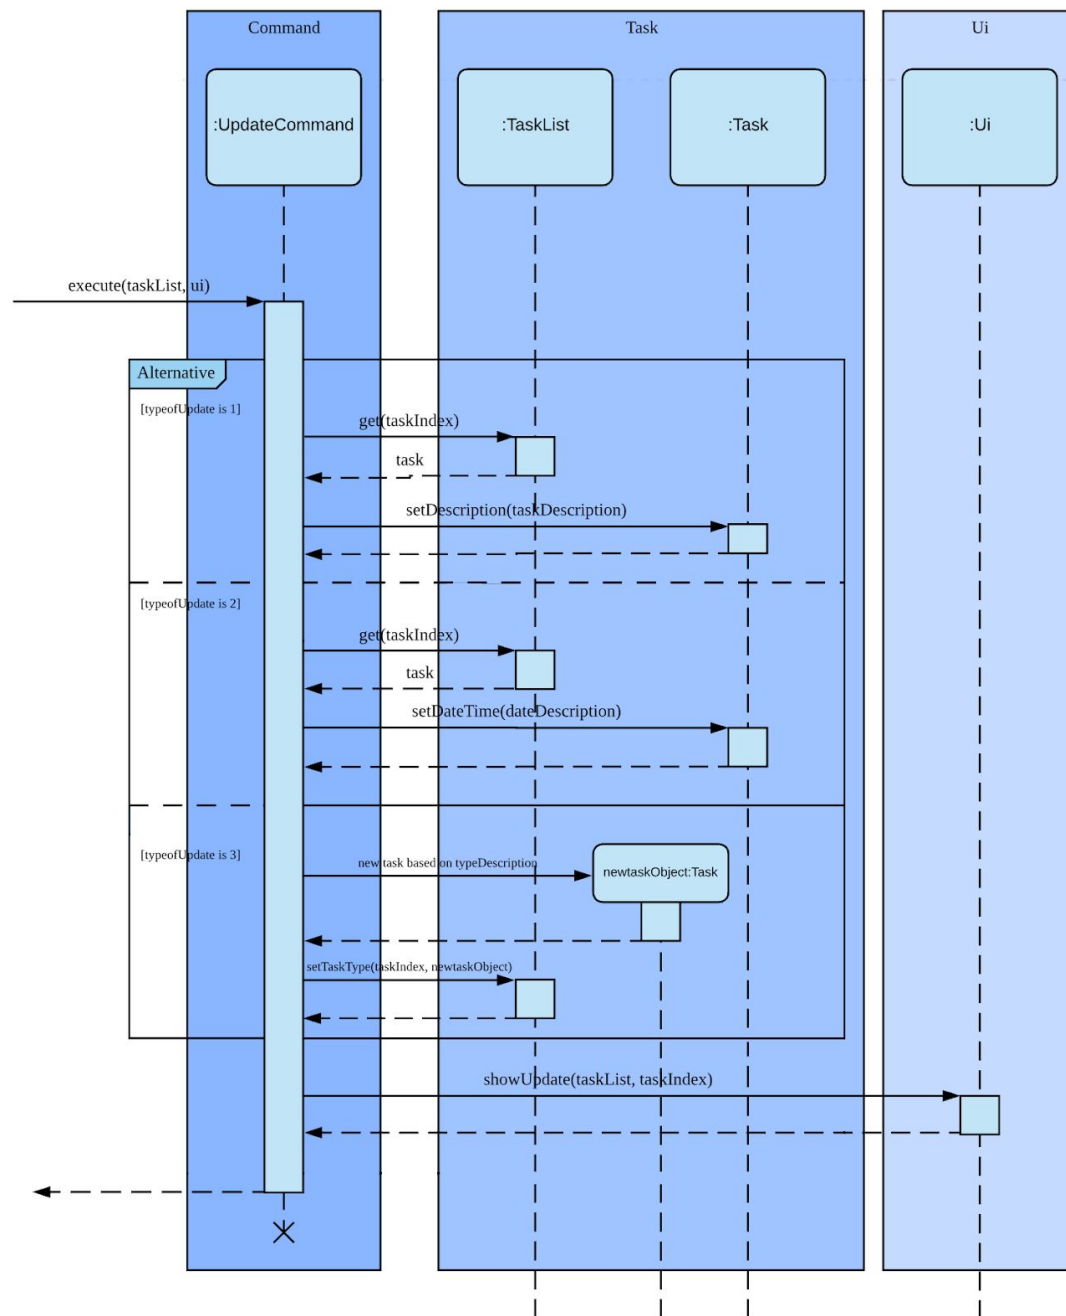 Command
Task
Ui
:UpdateCommand
:TaskList
:Task
:Ui
execute(taskList, ui)
Alternative
[typeofUpdate is 1]
get(taskIndex)
task
setDescription(taskDescription)
[typeofUpdate is 2]
get(taskIndex)
task
setDateTime(dateDescription)
[typeofUpdate is 3]
new task based on typeDescription
newtaskObject:Task
setTaskType(taskIndex, newtaskObject)
showUpdate(taskList, taskIndex)